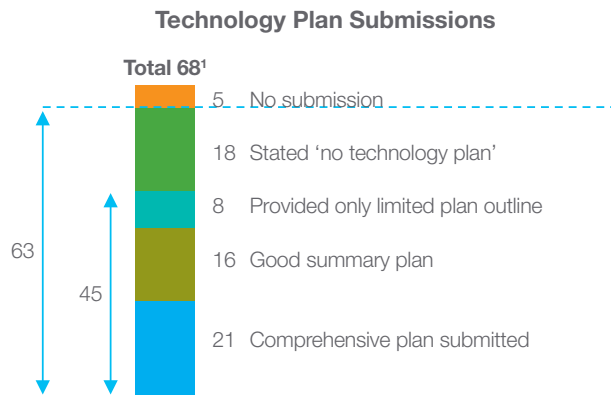 Technology Plan Submissions
Total 68¹
5 No submission
18 Stated ‘no technology plan’
8 Provided only limited plan outline
63
16 Good summary plan
45
21 Comprehensive plan submitted